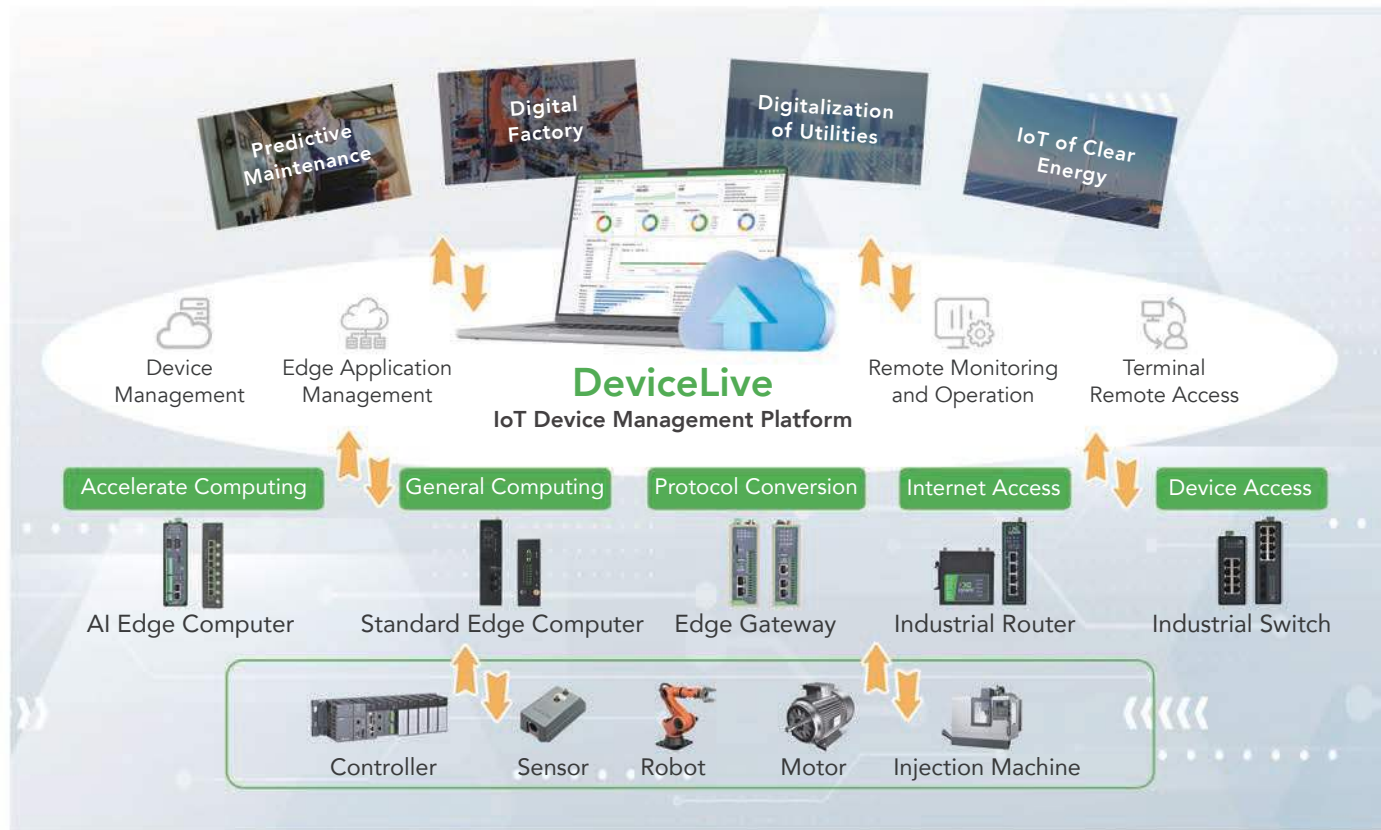 Predictive
Maintenance
Digital
Factory
Digitalization
of Utilities
IoT of Clear
Energy
Device
Management
Edge Application
Management
DeviceLive
IoT Device Management Platform
Remote Monitoring
and Operation
Terminal
Remote Access
Accelerate Computing
General Computing
Protocol Conversion
Internet Access
Device Access
AI Edge Computer
Standard Edge Computer
Edge Gateway
Industrial Router
Industrial Switch
Controller
Sensor
Robot
Motor
Injection Machine